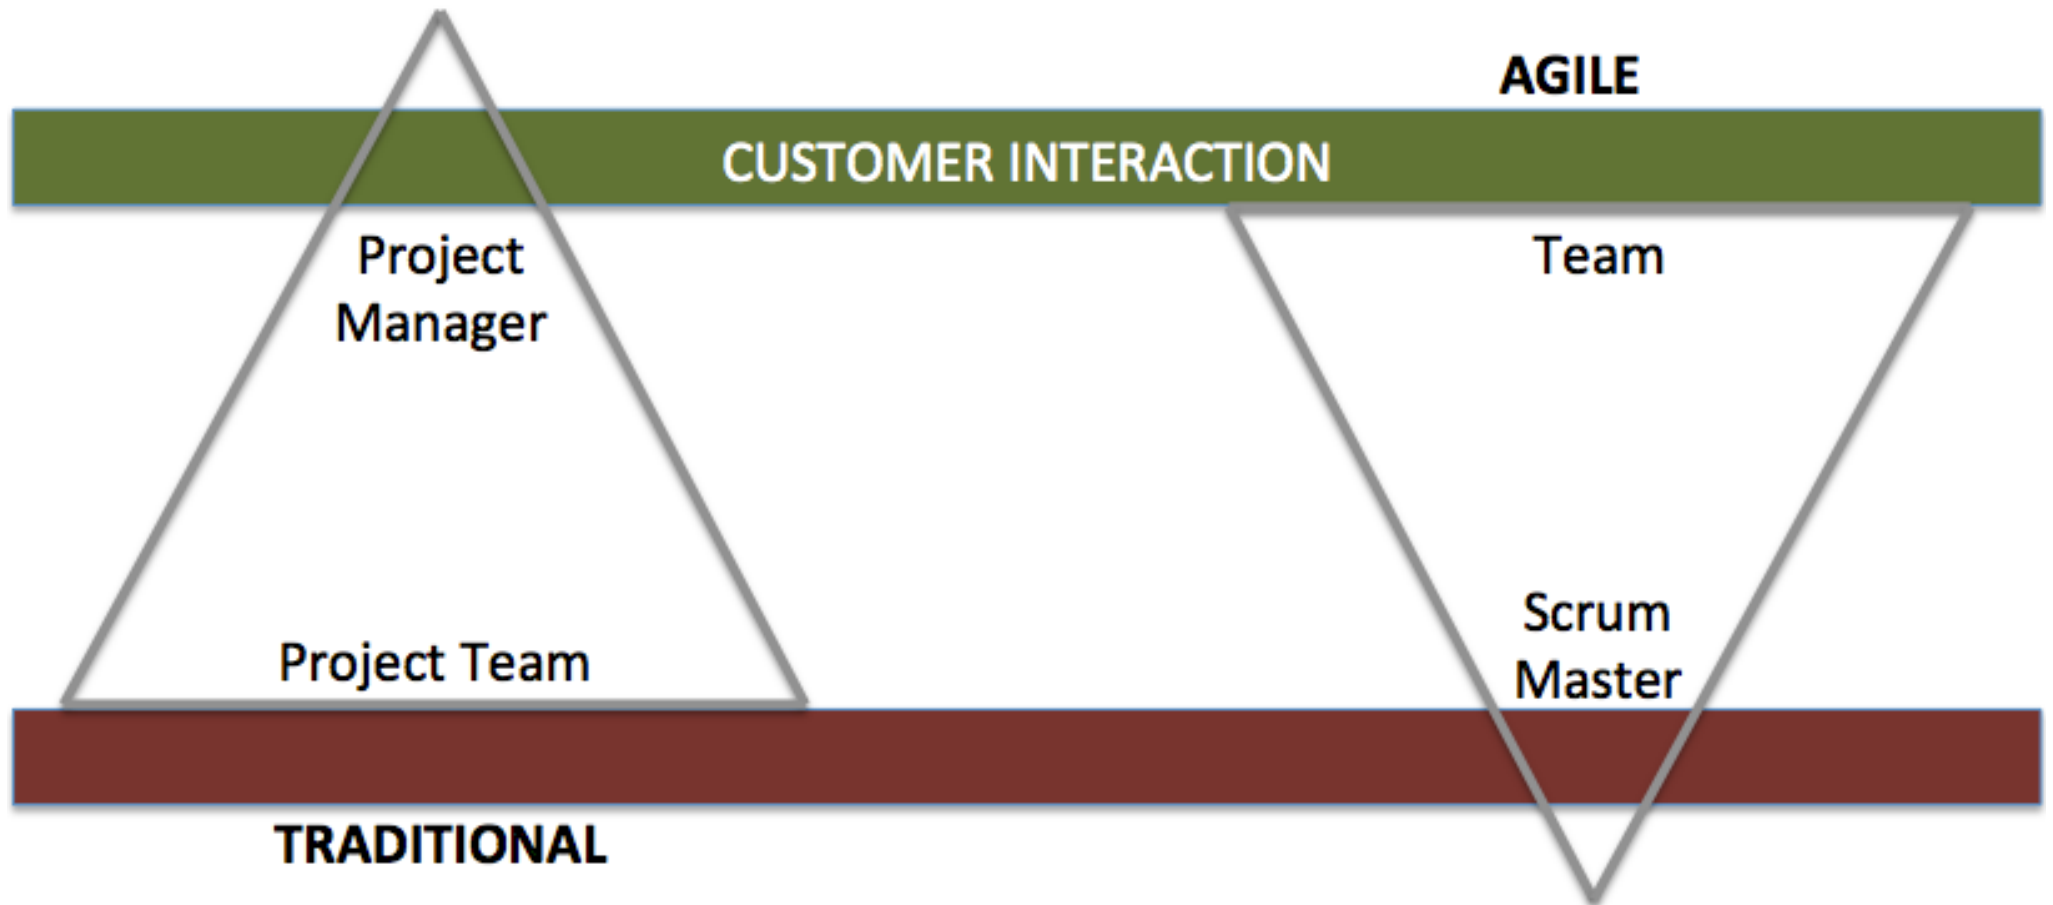 AGILE
CUSTOMER INTERACTION
Project
Manager
Team
Project Team
Scrum
Master
TRADITIONAL